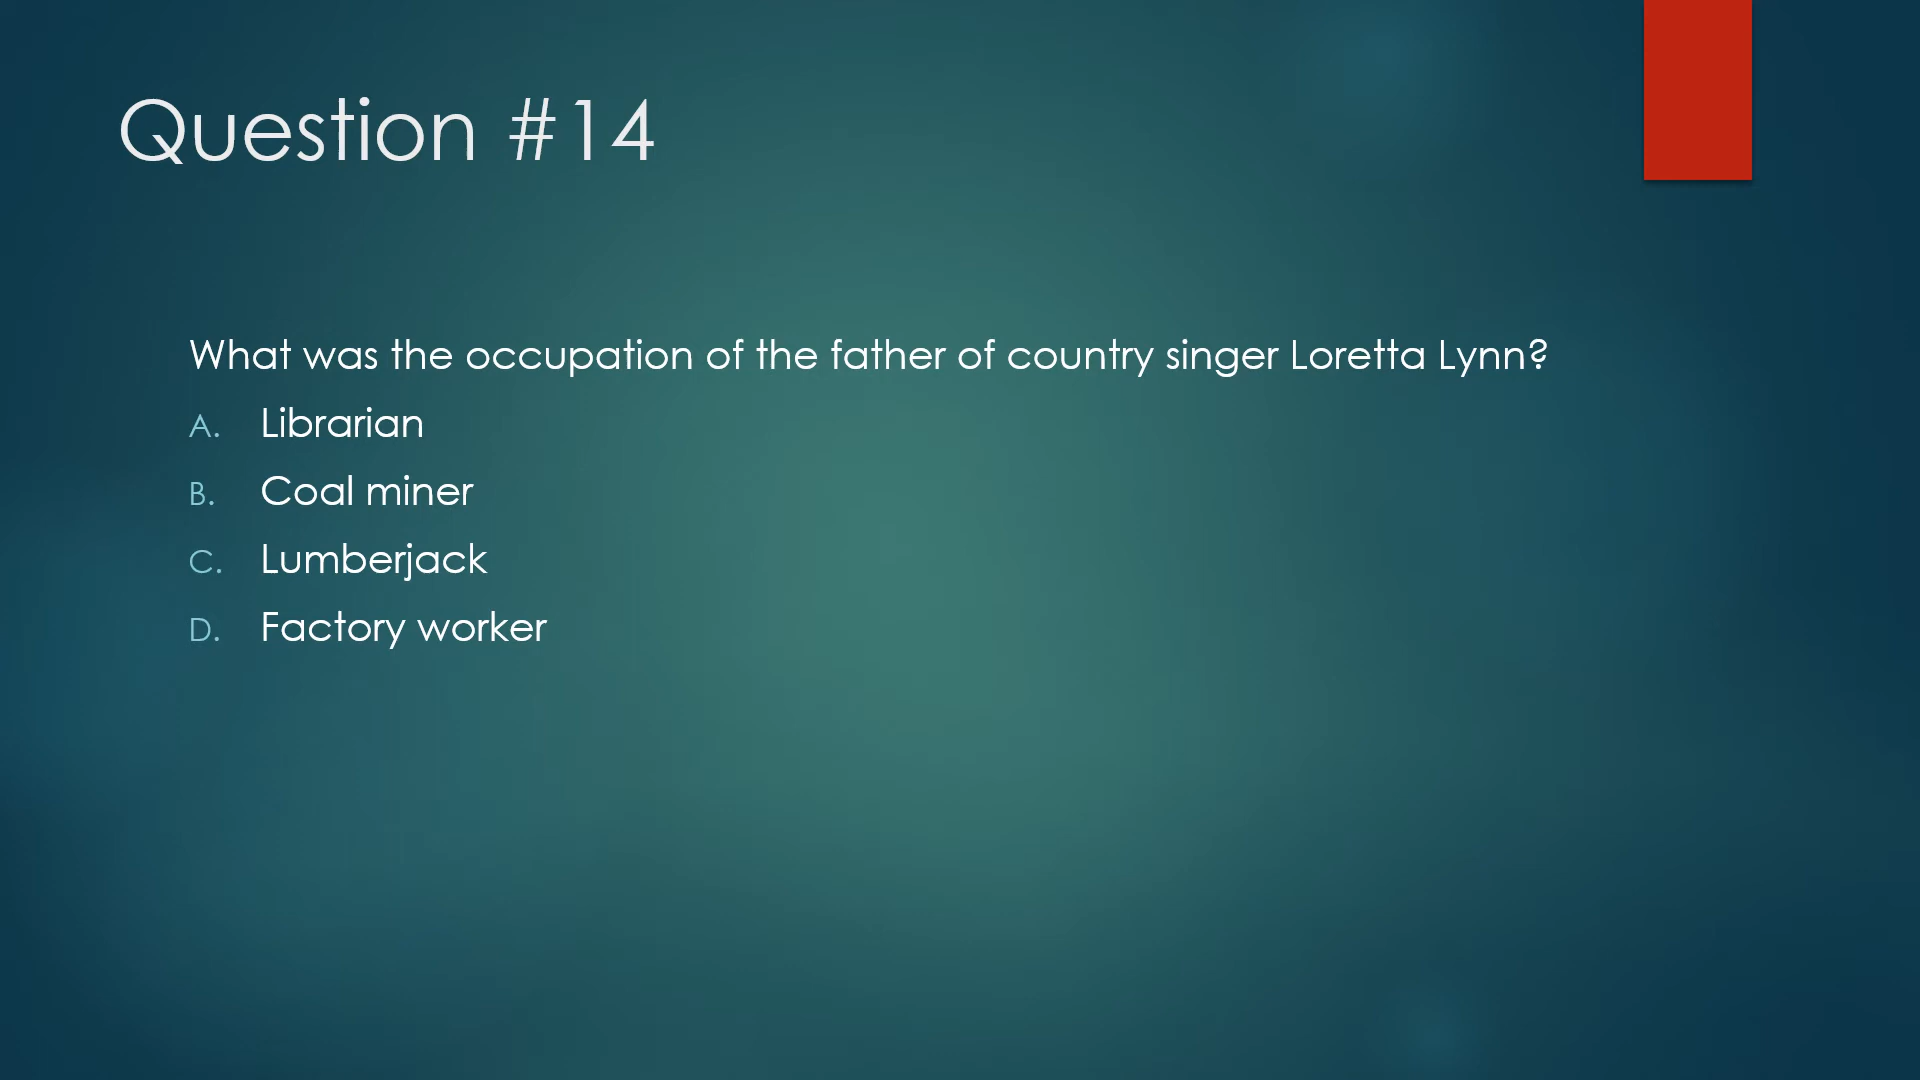 Question #14
What was the occupation of the father of country singer Loretta Lynn?
A. Librarian
B. Coal miner
C. Lumberjack
D. Factory worker